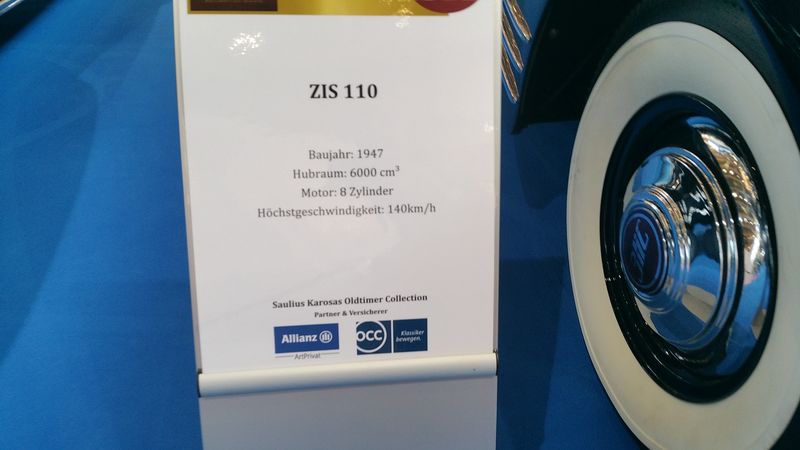 ZIS 110
Baujahr: 1947
Hubraum: 6000 cm³
Motor: 8 Zylinder
Höchstgeschwindigkeit: 140km/h
Saulius Karosas Oldtimer Collection
Partner & Versicherer
Allianz
ArtPrivat
OCC
Klassiker
bewegen.